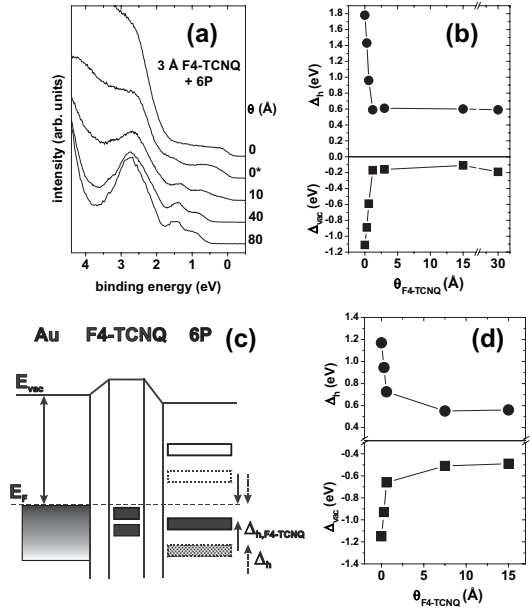 (a)
3 Å F4-TCNQ
+ 6P
θ (Å)
0
0*
10
40
80
intensity (arb. units)
4 3 2 1 0
binding energy (eV)
(b)
Δh (eV)
1.8
1.6
1.4
1.2
1.0
0.8
0.6
0.4
0.2
0.0
Δvac (eV)
-0.2
-0.4
-0.6
-0.8
-1.0
-1.2
0 5 10 15 30
θF4-TCNQ (Å)
Au F4-TCNQ 6P (c)
Evac
EF
Δh,F4-TCNQ
Δh
(d)
Δh (eV)
1.4
1.2
1.0
0.8
0.6
0.4
Δvac (eV)
-0.4
-0.6
-0.8
-1.0
-1.2
-1.4
0 5 10 15
θF4-TCNQ (Å)